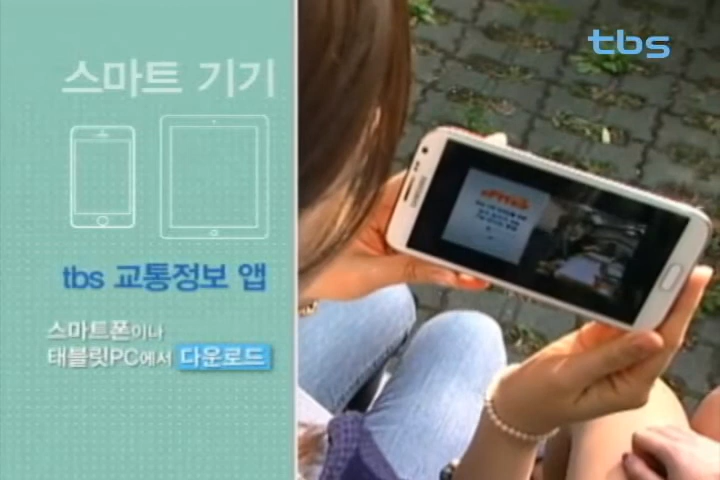 스마트 기기
tbs 교통정보 앱
스마트폰이나
태블릿PC에서 다운로드
tbs
SAMSUNG